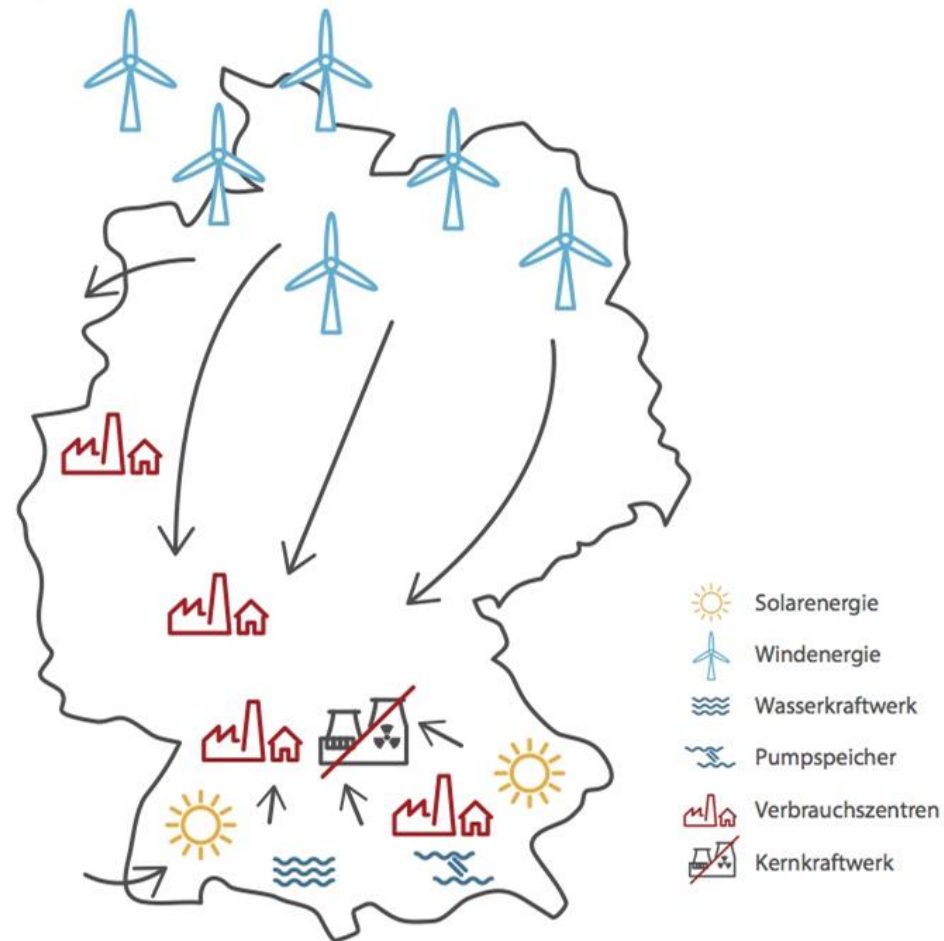 Solarenergie
Windenergie
Wasserkraftwerk
Pumpspeicher
Verbrauchszentren
Kernkraftwerk